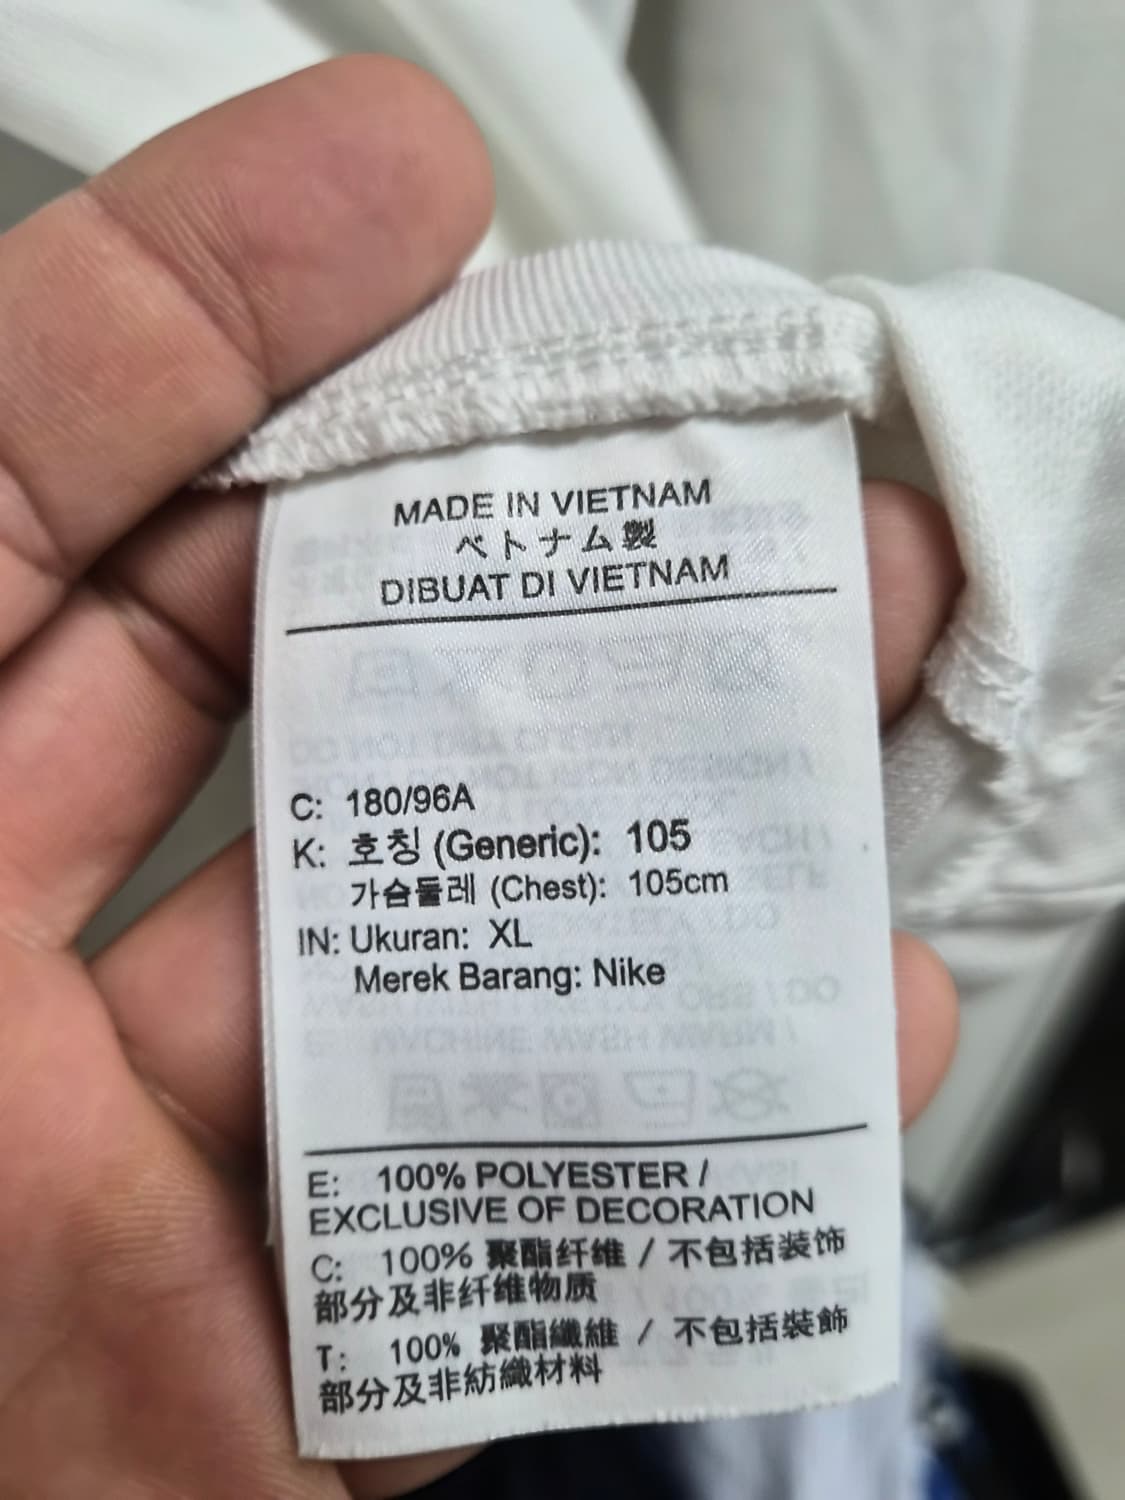 MADE IN VIETNAM
ベトナム製
DIBUAT DI VIETNAM
C: 180/96A
K: 호칭 (Generic): 105
가슴둘레 (Chest): 105cm
IN: Ukuran: XL
Merek Barang: Nike
E: 100% POLYESTER /
EXCLUSIVE OF DECORATION
C: 100% 聚酯纤维 / 不包括装饰
部分及非纤维物质
T: 100% 聚酯纖維 / 不包括裝飾
部分及非紡織材料